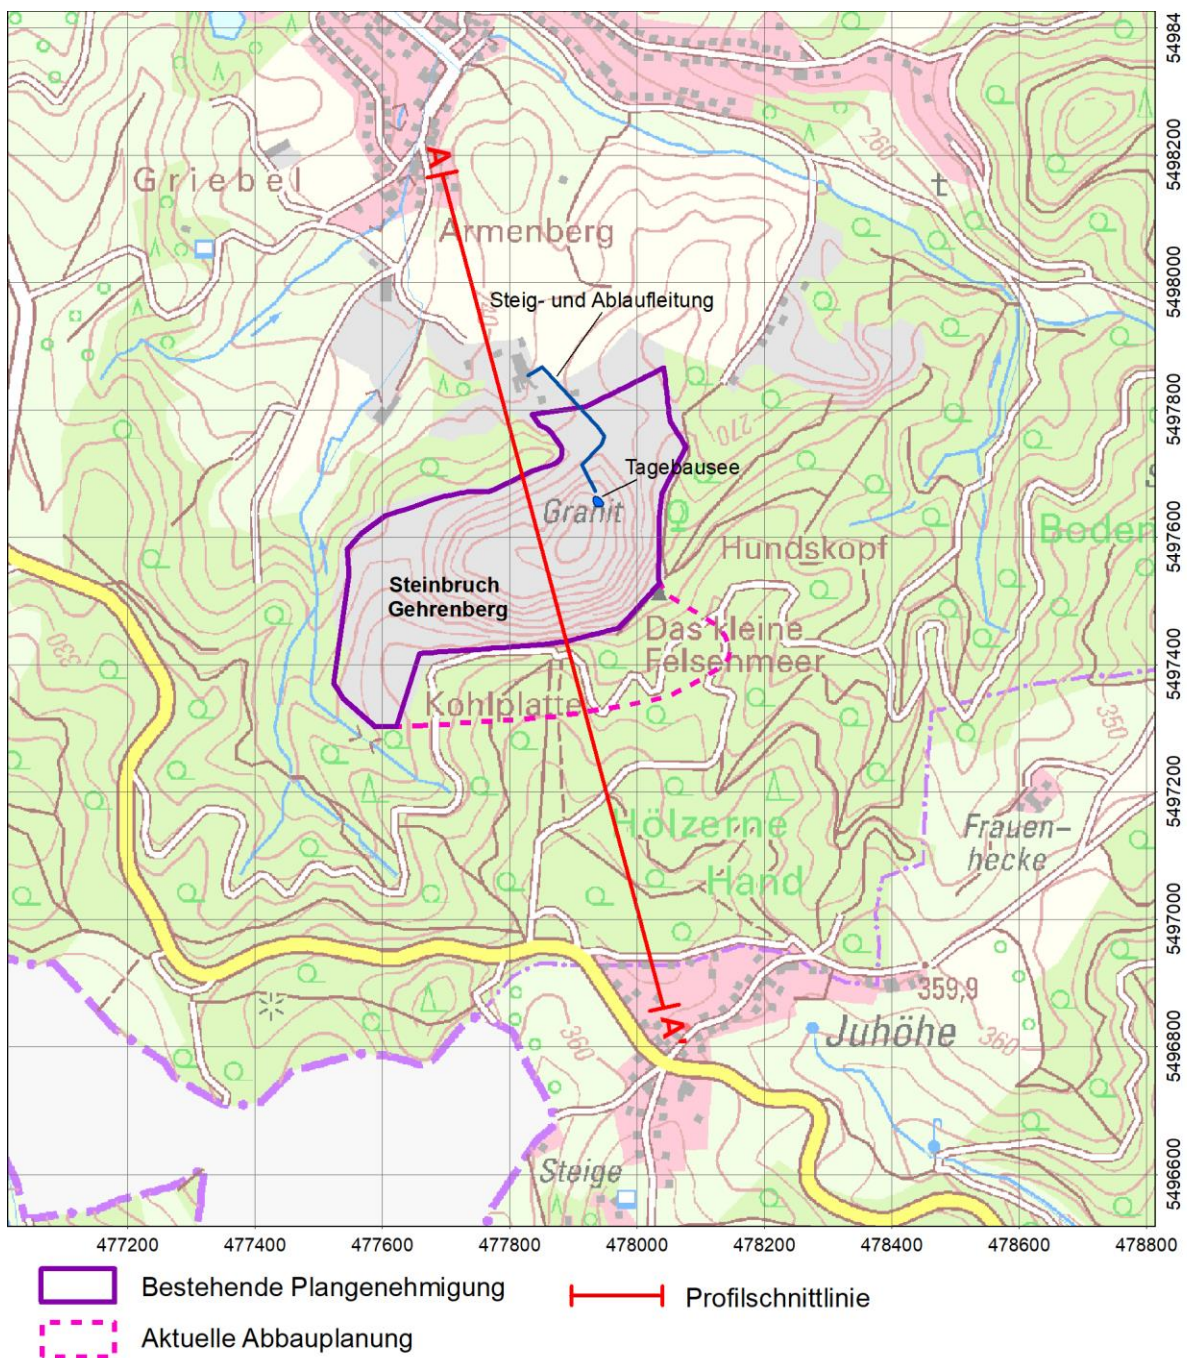 54984
260
5498200
A
Griebel
Armenberg
5498000
Steig- und Ablaufleitung
5497800
270
Tagebausee
Granit
5497600
Boden
Hundskopf
Steinbruch
Gehrenberg
330
Das kleine
Felsenmeer
5497400
Kohlplatte
350
5497200
Hölzerne
Hand
Frauen-
hecke
5497000
359,9
360
A'
Juhöhe
360
5496800
Steige
5496600
477200
477400
477600
477800
478000
478200
478400
478600
478800
Bestehende Plangenehmigung
Profilschnittlinie
Aktuelle Abbauplanung